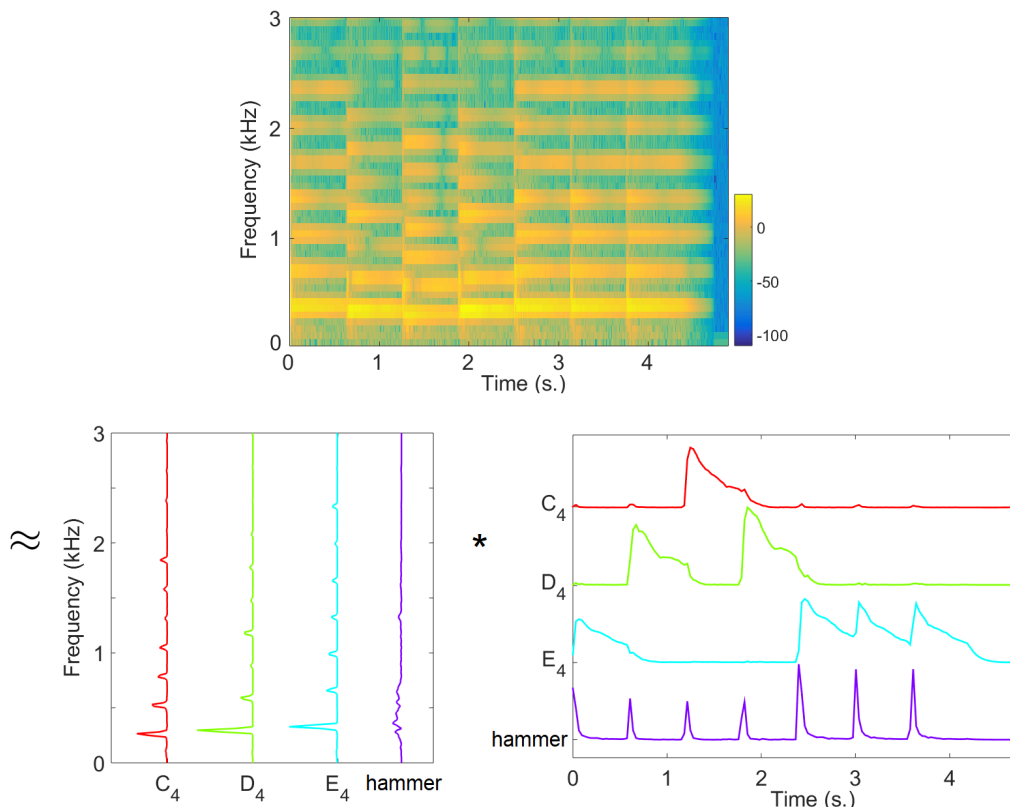 3
2
1
0
Frequency (kHz)
0 1 2 3 4
Time (s.)
0
-50
-100
≈
3
2
1
0
Frequency (kHz)
C4 D4 E4 hammer
*
C4
D4
E4
hammer
0 1 2 3 4
Time (s.)